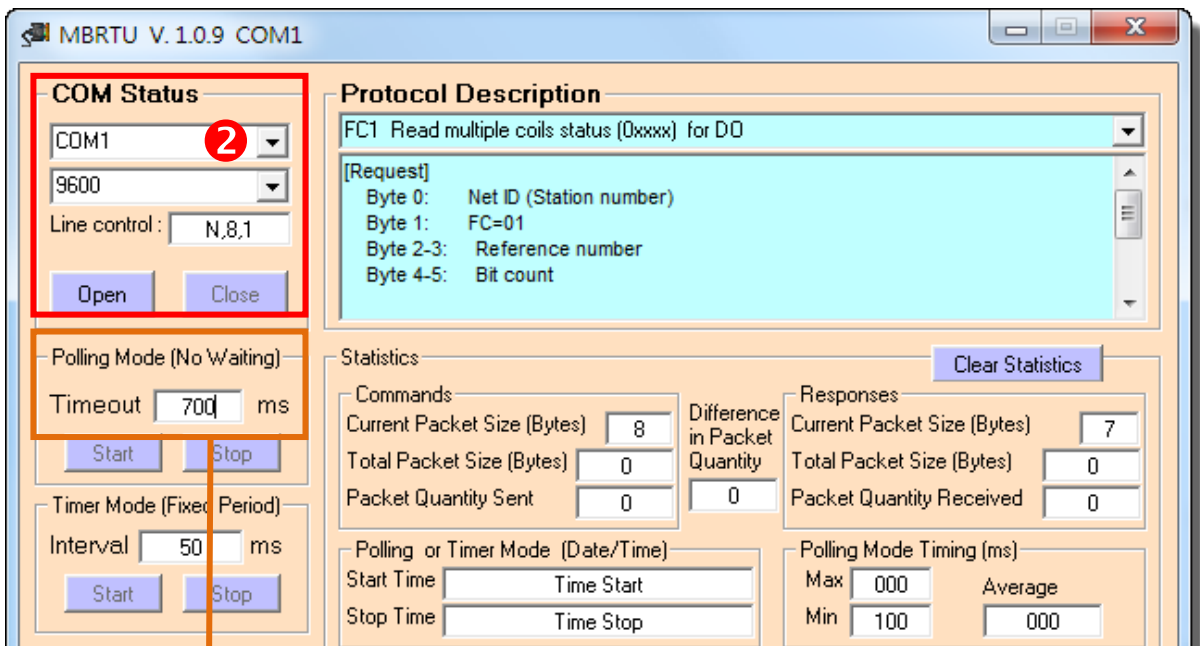 MBRTU V. 1.0.9 COM1
COM Status
COM1
2
9600
Line control :
N,8,1
Open
Close
Protocol Description
FC1 Read multiple coils status (0xxxx) for DO
[Request]
Byte 0: Net ID (Station number)
Byte 1: FC=01
Byte 2-3: Reference number
Byte 4-5: Bit count
Polling Mode (No Waiting)
Timeout 700 ms
Start Stop
Timer Mode (Fixed Period)
Interval 50 ms
Start Stop
Statistics
Clear Statistics
Commands
Current Packet Size (Bytes) 8
Total Packet Size (Bytes) 0
Packet Quantity Sent 0
Difference
in Packet
Quantity
0
Responses
Current Packet Size (Bytes) 7
Total Packet Size (Bytes) 0
Packet Quantity Received 0
Polling or Timer Mode (Date/Time)
Start Time Time Start
Stop Time Time Stop
Polling Mode Timing (ms)
Max 000
Min 100
Average
000